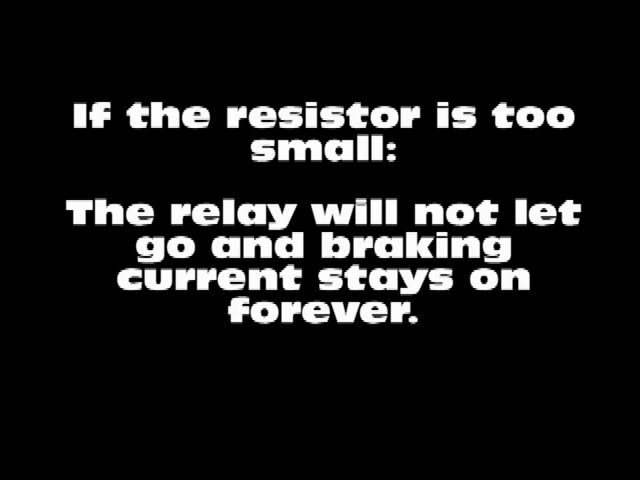 If the resistor is too
small:
The relay will not let
go and braking
current stays on
forever.